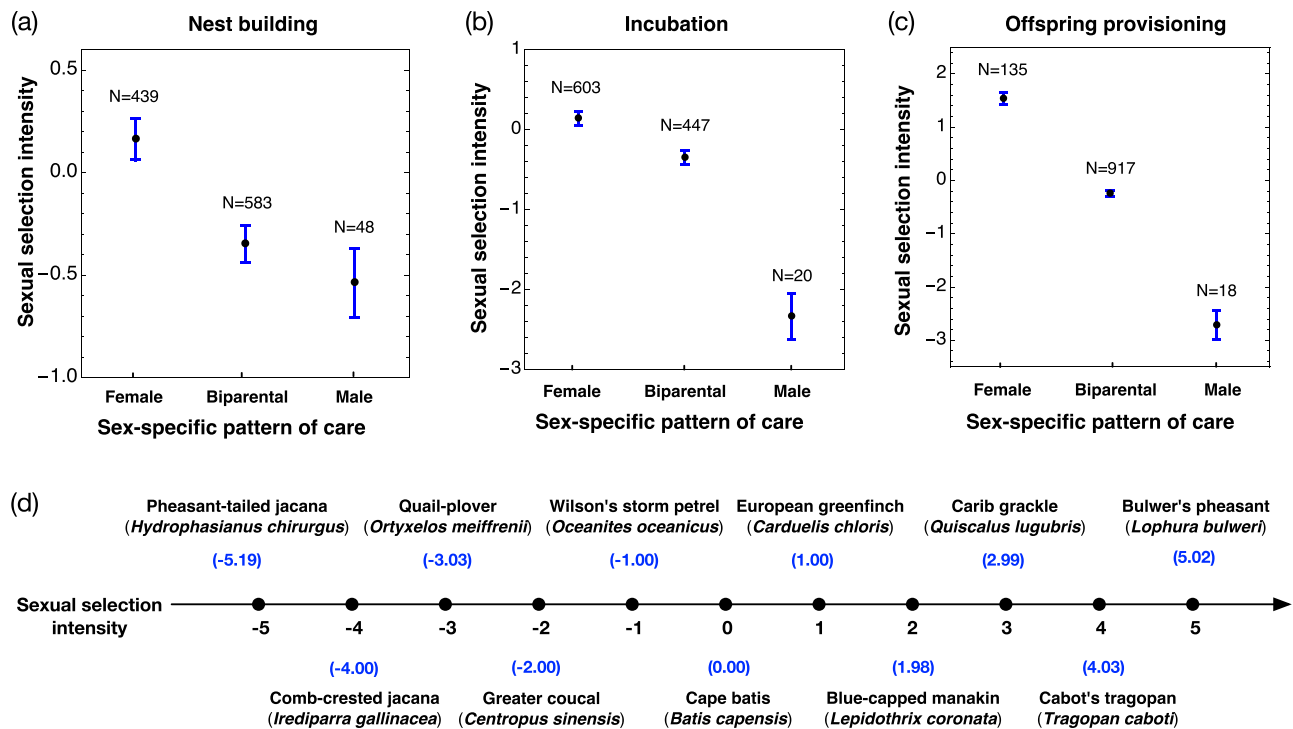 (a)
Nest building
Sexual selection intensity
0.5
0.0
−0.5
−1.0
N=439
N=583
N=48
Female
Biparental
Male
Sex-specific pattern of care
(b)
Incubation
Sexual selection intensity
1
0
−1
−2
−3
N=603
N=447
N=20
Female
Biparental
Male
Sex-specific pattern of care
(c)
Offspring provisioning
Sexual selection intensity
2
1
0
−1
−2
−3
N=135
N=917
N=18
Female
Biparental
Male
Sex-specific pattern of care
(d)
Pheasant-tailed jacana
(Hydrophasianus chirurgus)
(-5.19)
Quail-plover
(Ortyxelos meiffrenii)
(-3.03)
Wilson's storm petrel
(Oceanites oceanicus)
(-1.00)
European greenfinch
(Carduelis chloris)
(1.00)
Carib grackle
(Quiscalus lugubris)
(2.99)
Bulwer's pheasant
(Lophura bulweri)
(5.02)
Sexual selection
intensity
-5 -4 -3 -2 -1 0 1 2 3 4 5
(-4.00)
Comb-crested jacana
(Irediparra gallinacea)
(-2.00)
Greater coucal
(Centropus sinensis)
(0.00)
Cape batis
(Batis capensis)
(1.98)
Blue-capped manakin
(Lepidothrix coronata)
(4.03)
Cabot's tragopan
(Tragopan caboti)